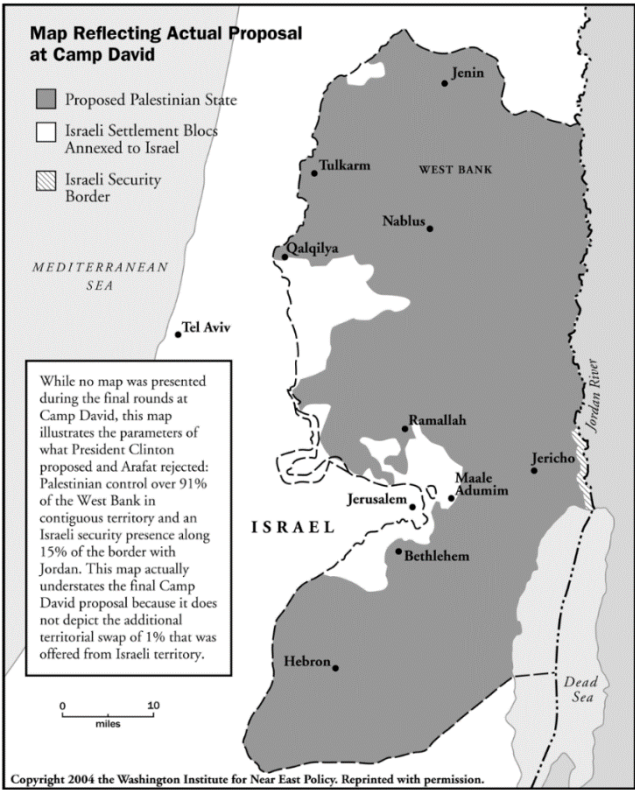 Map Reflecting Actual Proposal
at Camp David
Proposed Palestinian State
Israeli Settlement Blocs
Annexed to Israel
Israeli Security
Border
Jenin
Tulkarm
WEST BANK
Nablus
Qalqilya
MEDITERRANEAN
SEA
Tel Aviv
Jordan River
While no map was presented
during the final rounds at
Camp David, this map
illustrates the parameters of
what President Clinton
proposed and Arafat rejected:
Palestinian control over 91%
of the West Bank in
contiguous territory and an
Israeli security presence along
15% of the border with
Jordan. This map actually
understates the final Camp
David proposal because it does
not depict the additional
territorial swap of 1% that was
offered from Israeli territory.
Ramallah
Jericho
Maale
Adumim
Jerusalem
ISRAEL
Bethlehem
Hebron
Dead
Sea
0 10
miles
Copyright 2004 the Washington Institute for Near East Policy. Reprinted with permission.